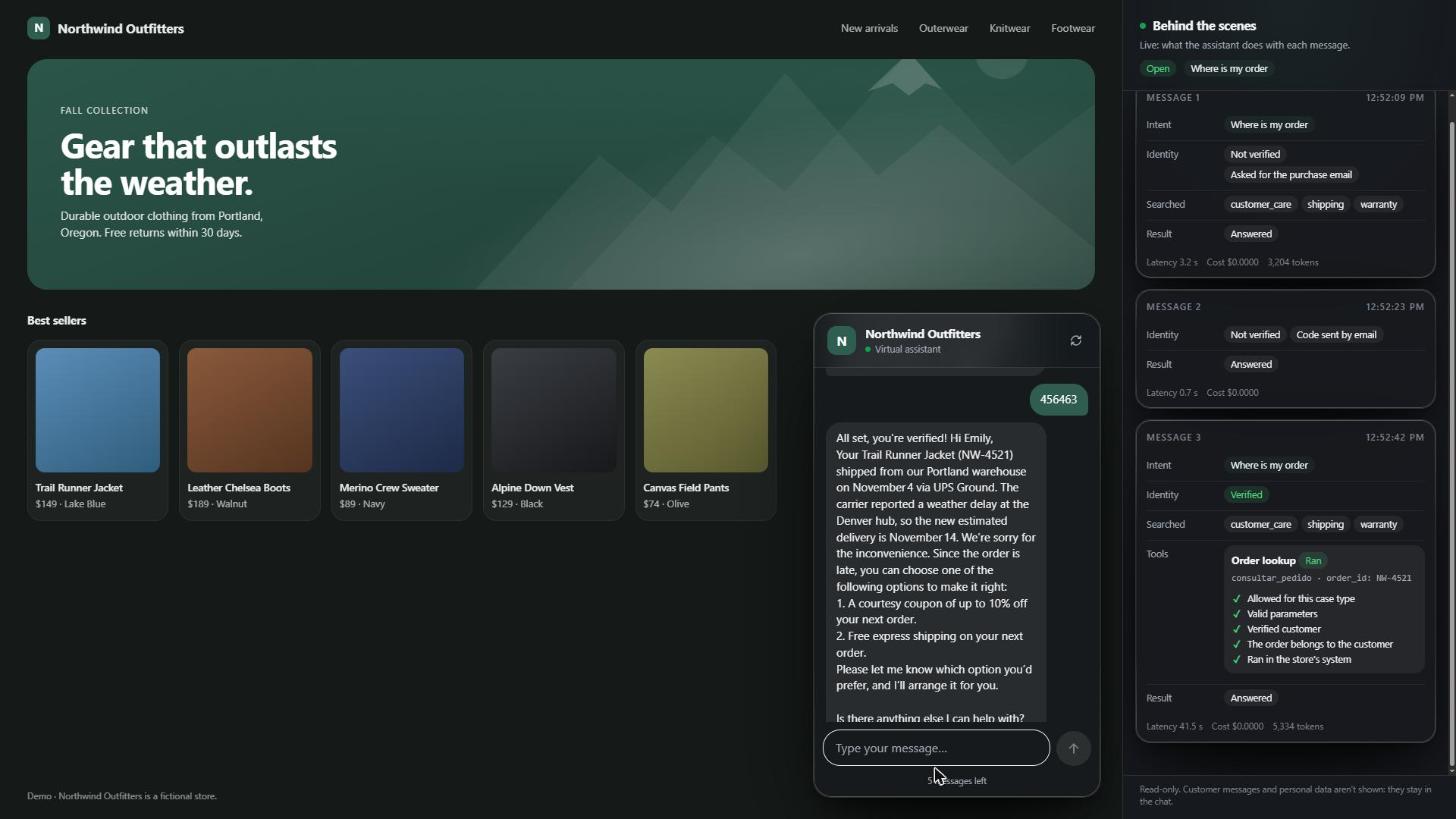 N Northwind Outfitters
New arrivals Outerwear Knitwear Footwear
FALL COLLECTION
Gear that outlasts
the weather.
Durable outdoor clothing from Portland,
Oregon. Free returns within 30 days.
Best sellers
Trail Runner Jacket
$149 · Lake Blue
Leather Chelsea Boots
$189 · Walnut
Merino Crew Sweater
$89 · Navy
Alpine Down Vest
$129 · Black
Canvas Field Pants
$74 · Olive
Demo · Northwind Outfitters is a fictional store.
N
Northwind Outfitters
Virtual assistant
456463
All set, you're verified! Hi Emily,
Your Trail Runner Jacket (NW-4521)
shipped from our Portland warehouse
on November 4 via UPS Ground. The
carrier reported a weather delay at the
Denver hub, so the new estimated
delivery is November 14. We're sorry for
the inconvenience. Since the order is
late, you can choose one of the
following options to make it right:
1. A courtesy coupon of up to 10% off
your next order.
2. Free express shipping on your next
order.
Please let me know which option you'd
prefer, and I'll arrange it for you.
Is there anything else I can help with?
Type your message...
5 messages left
Behind the scenes
Live: what the assistant does with each message.
Open Where is my order
MESSAGE 1 12:52:09 PM
Intent Where is my order
Identity Not verified
Asked for the purchase email
Searched customer_care shipping warranty
Result Answered
Latency 3.2 s Cost $0.0000 3,204 tokens
MESSAGE 2 12:52:23 PM
Identity Not verified Code sent by email
Result Answered
Latency 0.7 s Cost $0.0000
MESSAGE 3 12:52:42 PM
Intent Where is my order
Identity Verified
Searched customer_care shipping warranty
Tools Order lookup Ran
consultar_pedido · order_id: NW-4521
✓ Allowed for this case type
✓ Valid parameters
✓ Verified customer
✓ The order belongs to the customer
✓ Ran in the store's system
Result Answered
Latency 41.5 s Cost $0.0000 5,334 tokens
Read-only. Customer messages and personal data aren't shown: they stay in
the chat.